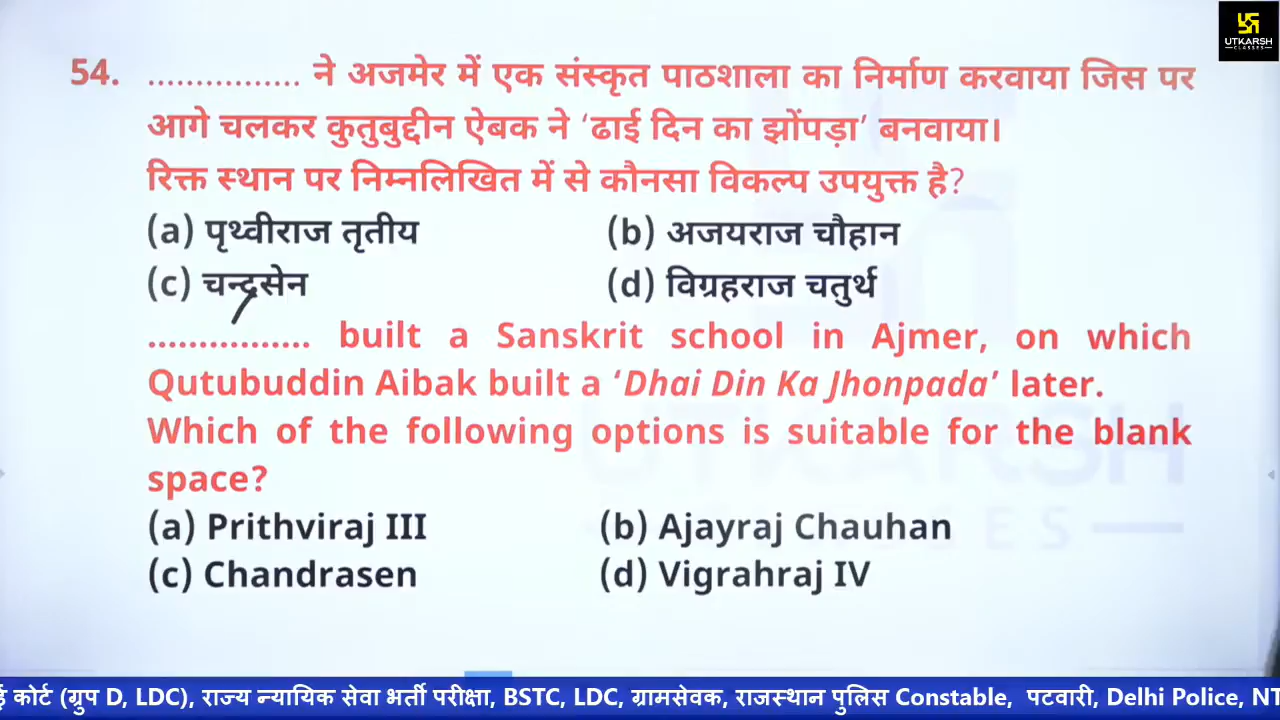 UTKARSH
CLASSES
54. ................ ने अजमेर में एक संस्कृत पाठशाला का निर्माण करवाया जिस पर
आगे चलकर कुतुबुद्दीन ऐबक ने ‘ढाई दिन का झोंपड़ा’ बनवाया।
रिक्त स्थान पर निम्नलिखित में से कौनसा विकल्प उपयुक्त है?
(a) पृथ्वीराज तृतीय (b) अजयराज चौहान
(c) चन्द्रसेन (d) विग्रहराज चतुर्थ
................ built a Sanskrit school in Ajmer, on which
Qutubuddin Aibak built a ‘Dhai Din Ka Jhonpada’ later.
Which of the following options is suitable for the blank
space?
(a) Prithviraj III (b) Ajayraj Chauhan
(c) Chandrasen (d) Vigrahraj IV
ई कोर्ट (ग्रुप D, LDC), राज्य न्यायिक सेवा भर्ती परीक्षा, BSTC, LDC, ग्रामसेवक, राजस्थान पुलिस Constable, पटवारी, Delhi Police, NT